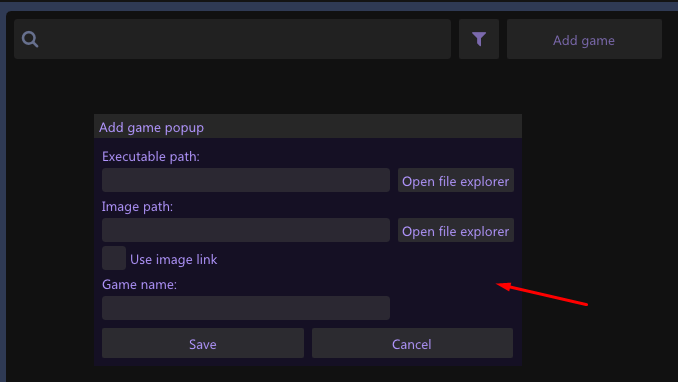 Add game
Add game popup
Executable path:
Open file explorer
Image path:
Open file explorer
Use image link
Game name:
Save Cancel